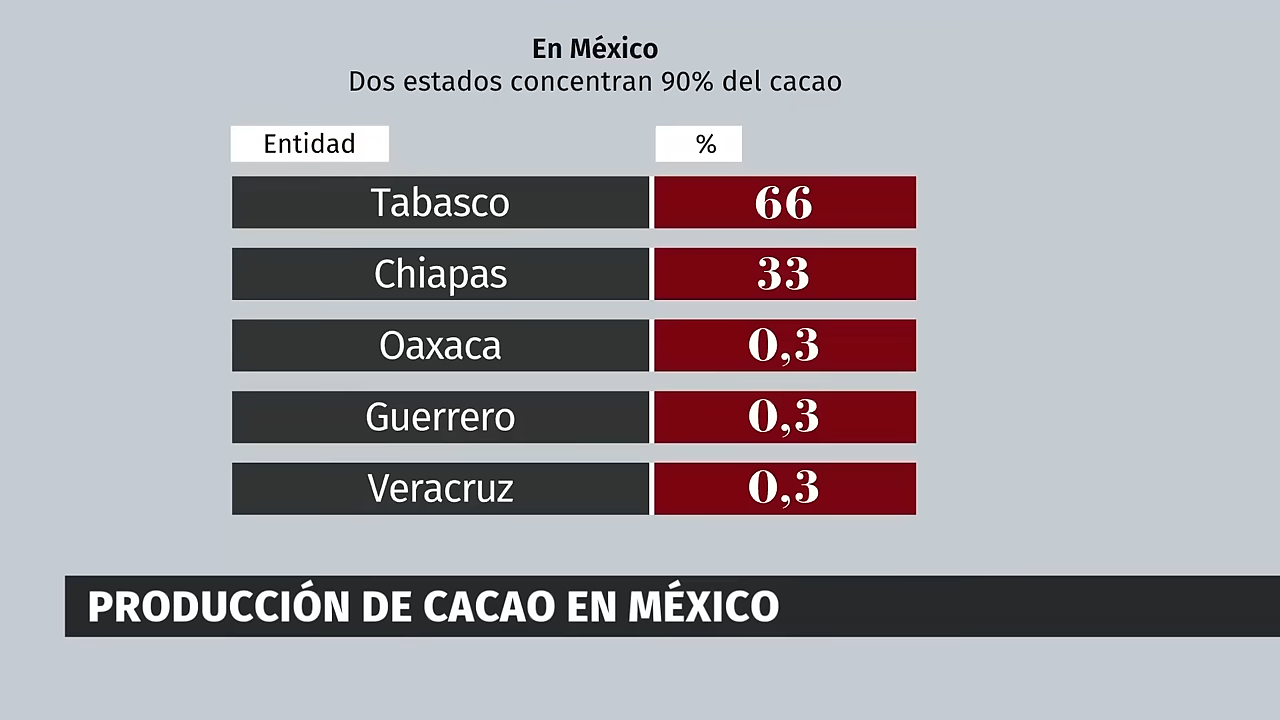 En México
Dos estados concentran 90% del cacao
Entidad %
Tabasco 66
Chiapas 33
Oaxaca 0,3
Guerrero 0,3
Veracruz 0,3
PRODUCCIÓN DE CACAO EN MÉXICO